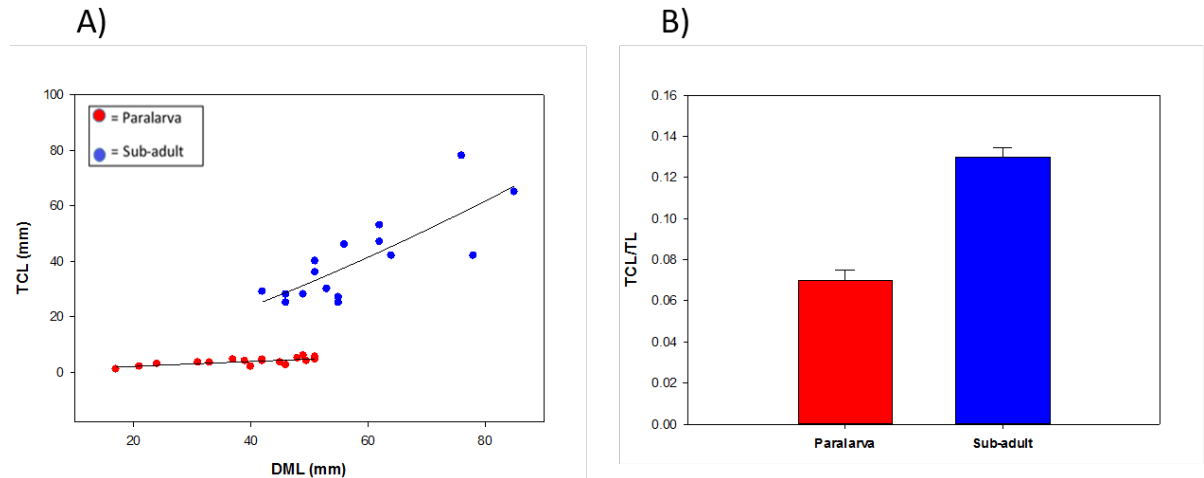 A)
B)
100
80
60
40
20
0
TCL (mm)
= Paralarva
= Sub-adult
20 40 60 80
DML (mm)
0.16
0.14
0.12
0.10
0.08
0.06
0.04
0.02
0.00
TCL/TL
Paralarva Sub-adult